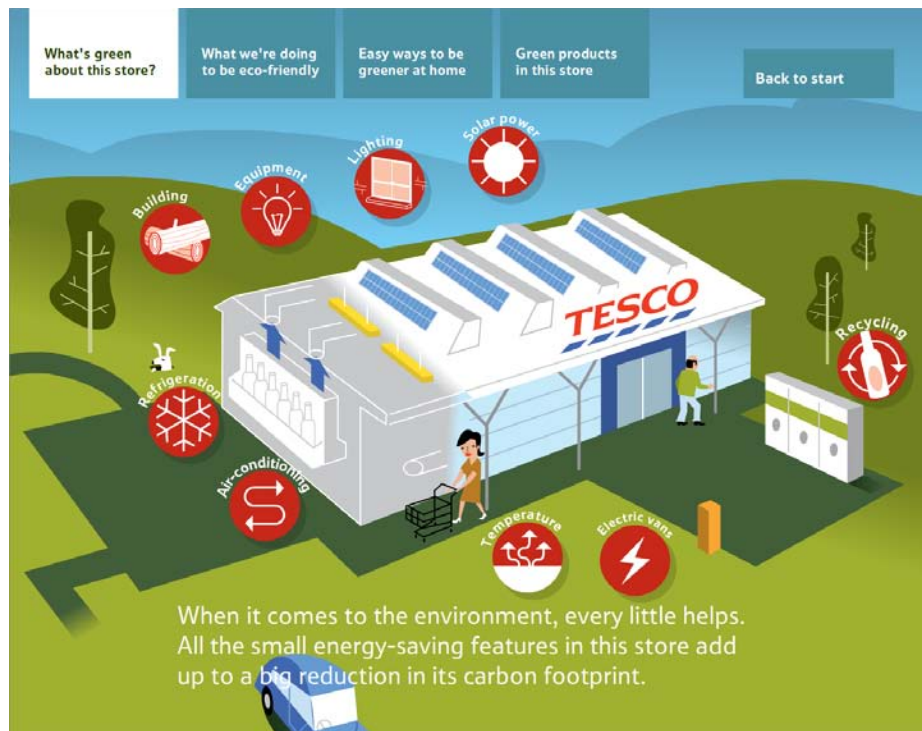 What's green
about this store?
What we're doing
to be eco-friendly
Easy ways to be
greener at home
Green products
in this store
Back to start
Solar power
Lighting
Equipment
Building
TESCO
Recycling
Refrigeration
Air-conditioning
Temperature
Electric vans
When it comes to the environment, every little helps.
All the small energy-saving features in this store add
up to a big reduction in its carbon footprint.